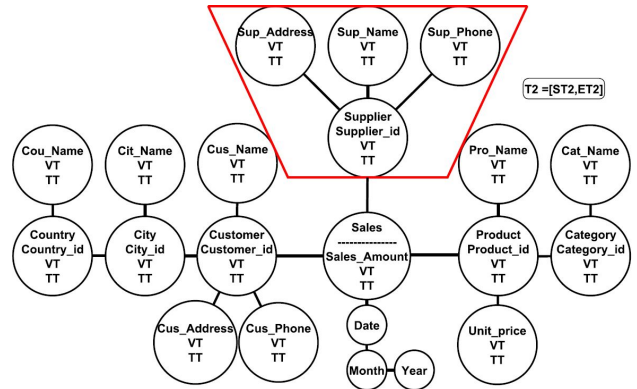 Sup_Address
VT
TT
Sup_Name
VT
TT
Sup_Phone
VT
TT
T2 =[ST2,ET2]
Supplier
Supplier_id
VT
TT
Cou_Name
VT
TT
Cit_Name
VT
TT
Cus_Name
VT
TT
Pro_Name
VT
TT
Cat_Name
VT
TT
Country
Country_id
VT
TT
City
City_id
VT
TT
Customer
Customer_id
VT
TT
Sales
---------------
Sales_Amount
VT
TT
Product
Product_id
VT
TT
Category
Category_id
VT
TT
Cus_Address
VT
TT
Cus_Phone
VT
TT
Date
Unit_price
VT
TT
Month
Year